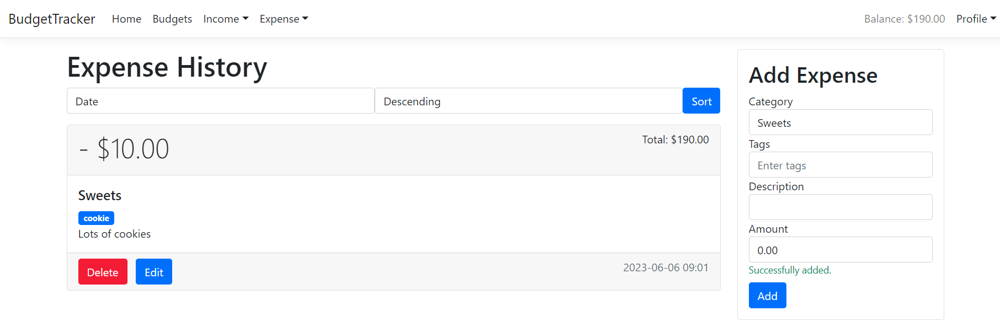 BudgetTracker Home Budgets Income Expense Balance: $190.00 Profile
Expense History
Date Descending Sort
- $10.00 Total: $190.00
Sweets
cookie
Lots of cookies
Delete Edit 2023-06-06 09:01
Add Expense
Category
Sweets
Tags
Enter tags
Description
Amount
0.00
Successfully added.
Add